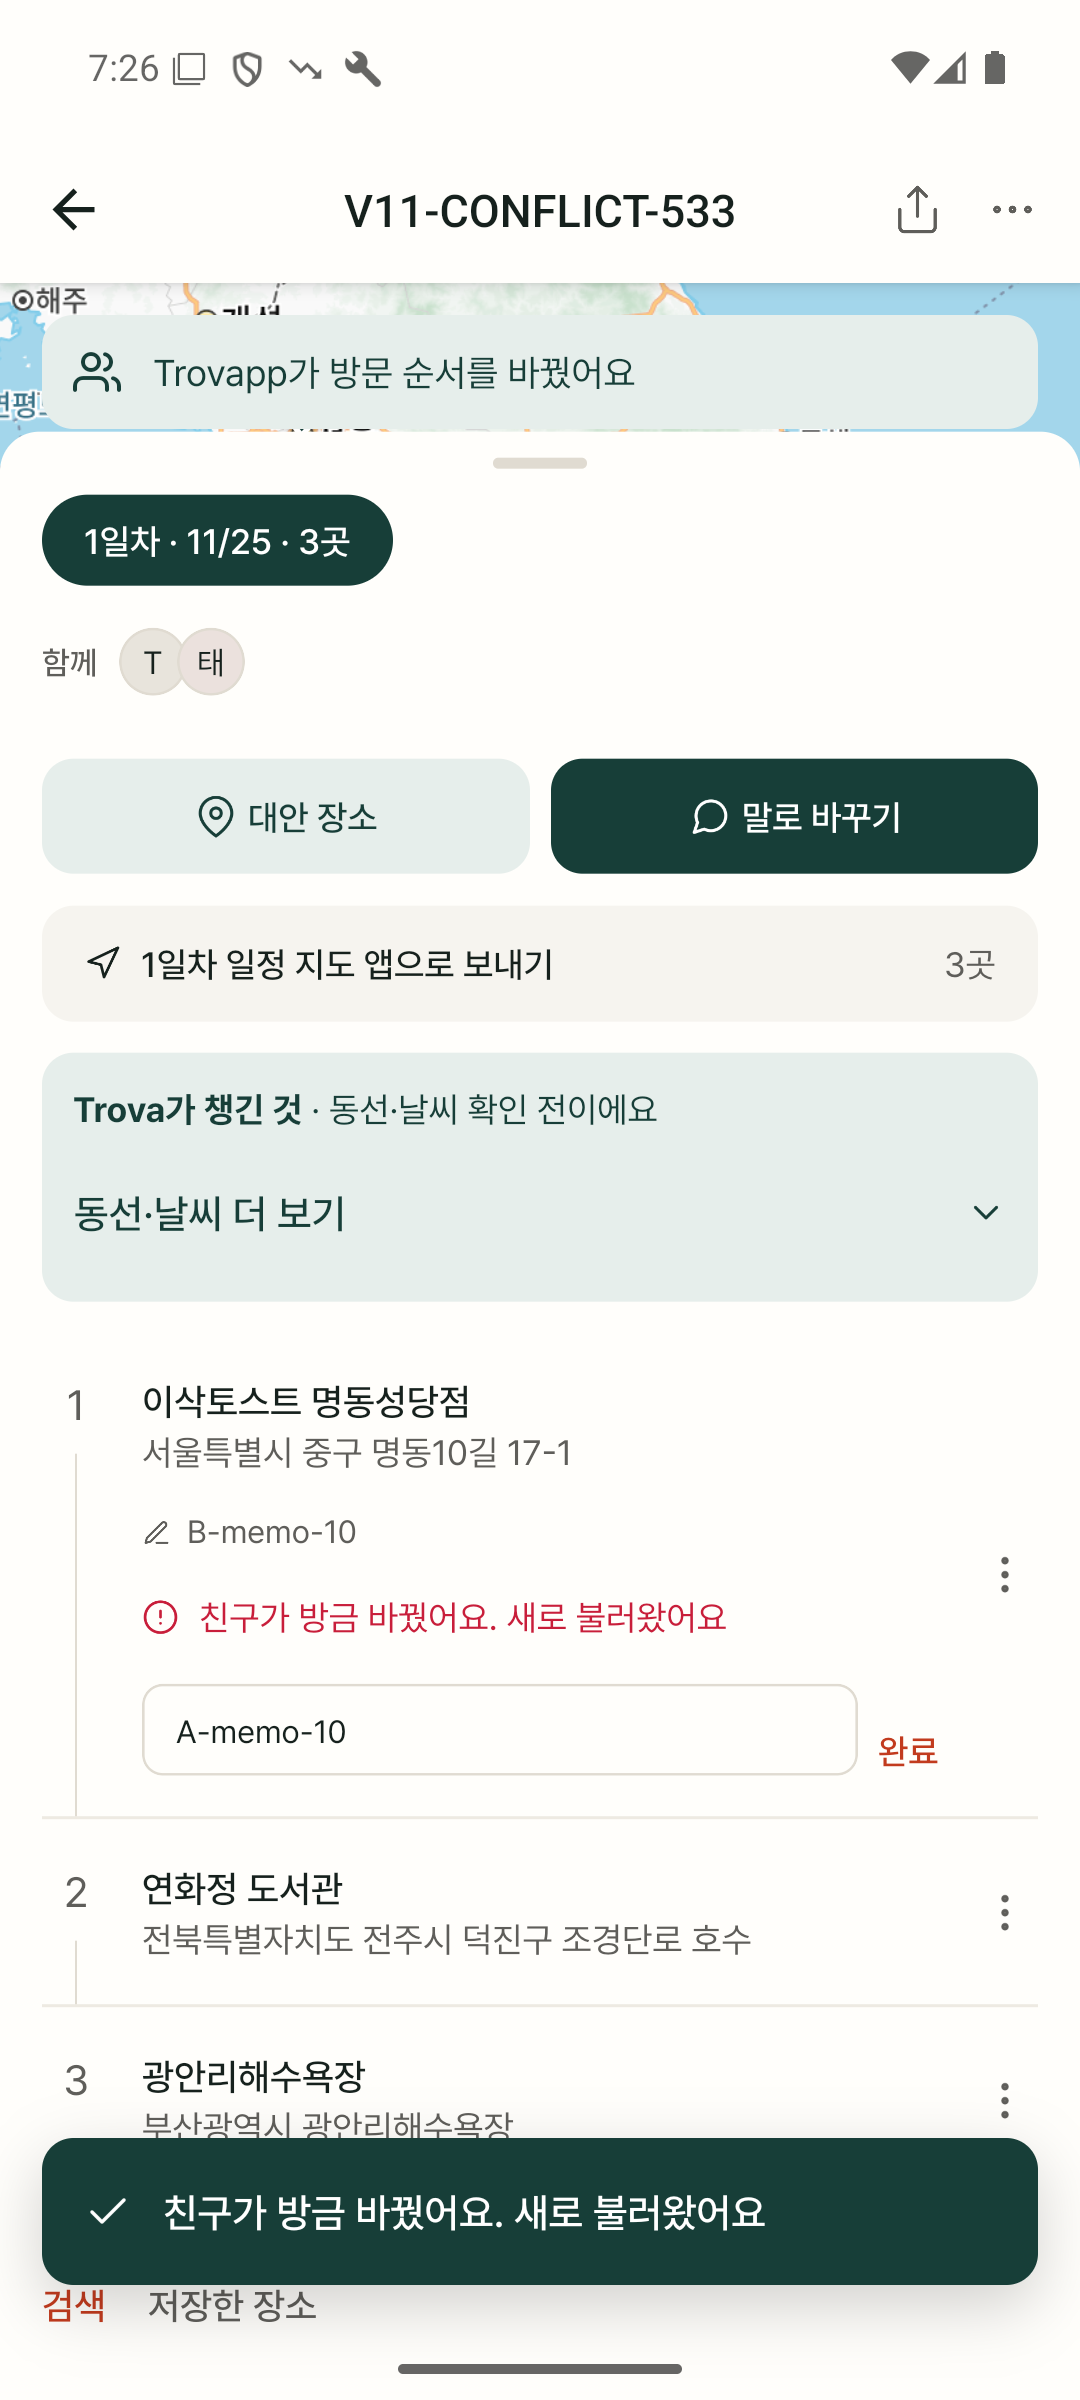 7:26
V11-CONFLICT-533
해주
Trovapp가 방문 순서를 바꿨어요
1일차 · 11/25 · 3곳
함께 T 태
대안 장소
말로 바꾸기
1일차 일정 지도 앱으로 보내기 3곳
Trova가 챙긴 것 · 동선·날씨 확인 전이에요
동선·날씨 더 보기
1 이삭토스트 명동성당점
서울특별시 중구 명동10길 17-1
B-memo-10
친구가 방금 바꿨어요. 새로 불러왔어요
A-memo-10 완료
2 연화정 도서관
전북특별자치도 전주시 덕진구 조경단로 호수
3 광안리해수욕장
부산광역시 광안리해수욕장
친구가 방금 바꿨어요. 새로 불러왔어요
검색 저장한 장소